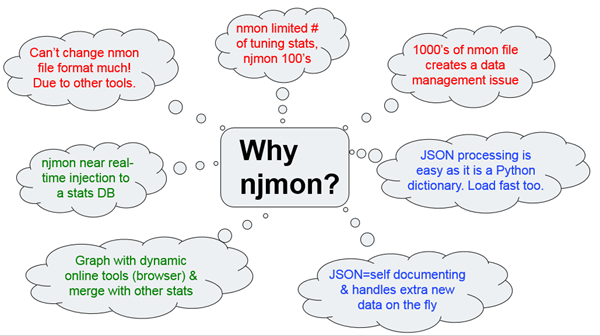 Can't change nmon
file format much!
Due to other tools.
nmon limited #
of tuning stats,
njmon 100's
1000's of nmon file
creates a data
management issue
Why
njmon?
njmon near real-
time injection to
a stats DB
JSON processing is
easy as it is a Python
dictionary. Load fast too.
Graph with dynamic
online tools (browser) &
merge with other stats
JSON=self documenting
& handles extra new
data on the fly